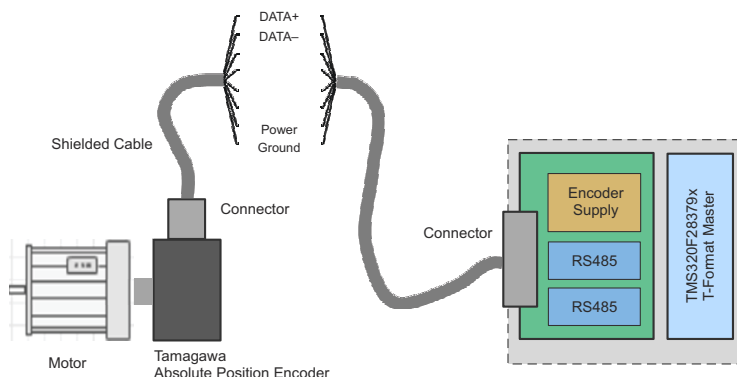 DATA+
DATA–
Power
Ground
Shielded Cable
Connector
Encoder
Supply
Connector
RS485
RS485
TMS320F28379x
T-Format Master
Motor
Tamagawa
Absolute Position Encoder